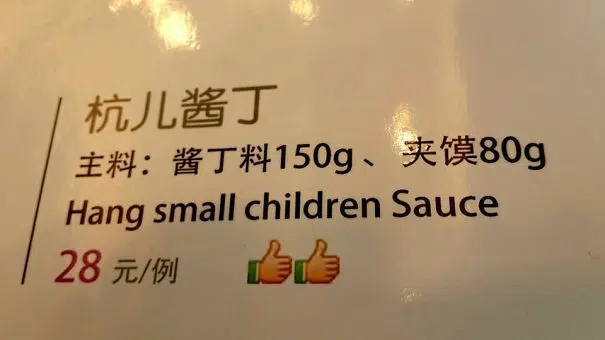 杭儿酱丁
主料：酱丁料150g、夹馍80g
Hang small children Sauce
28 元/例